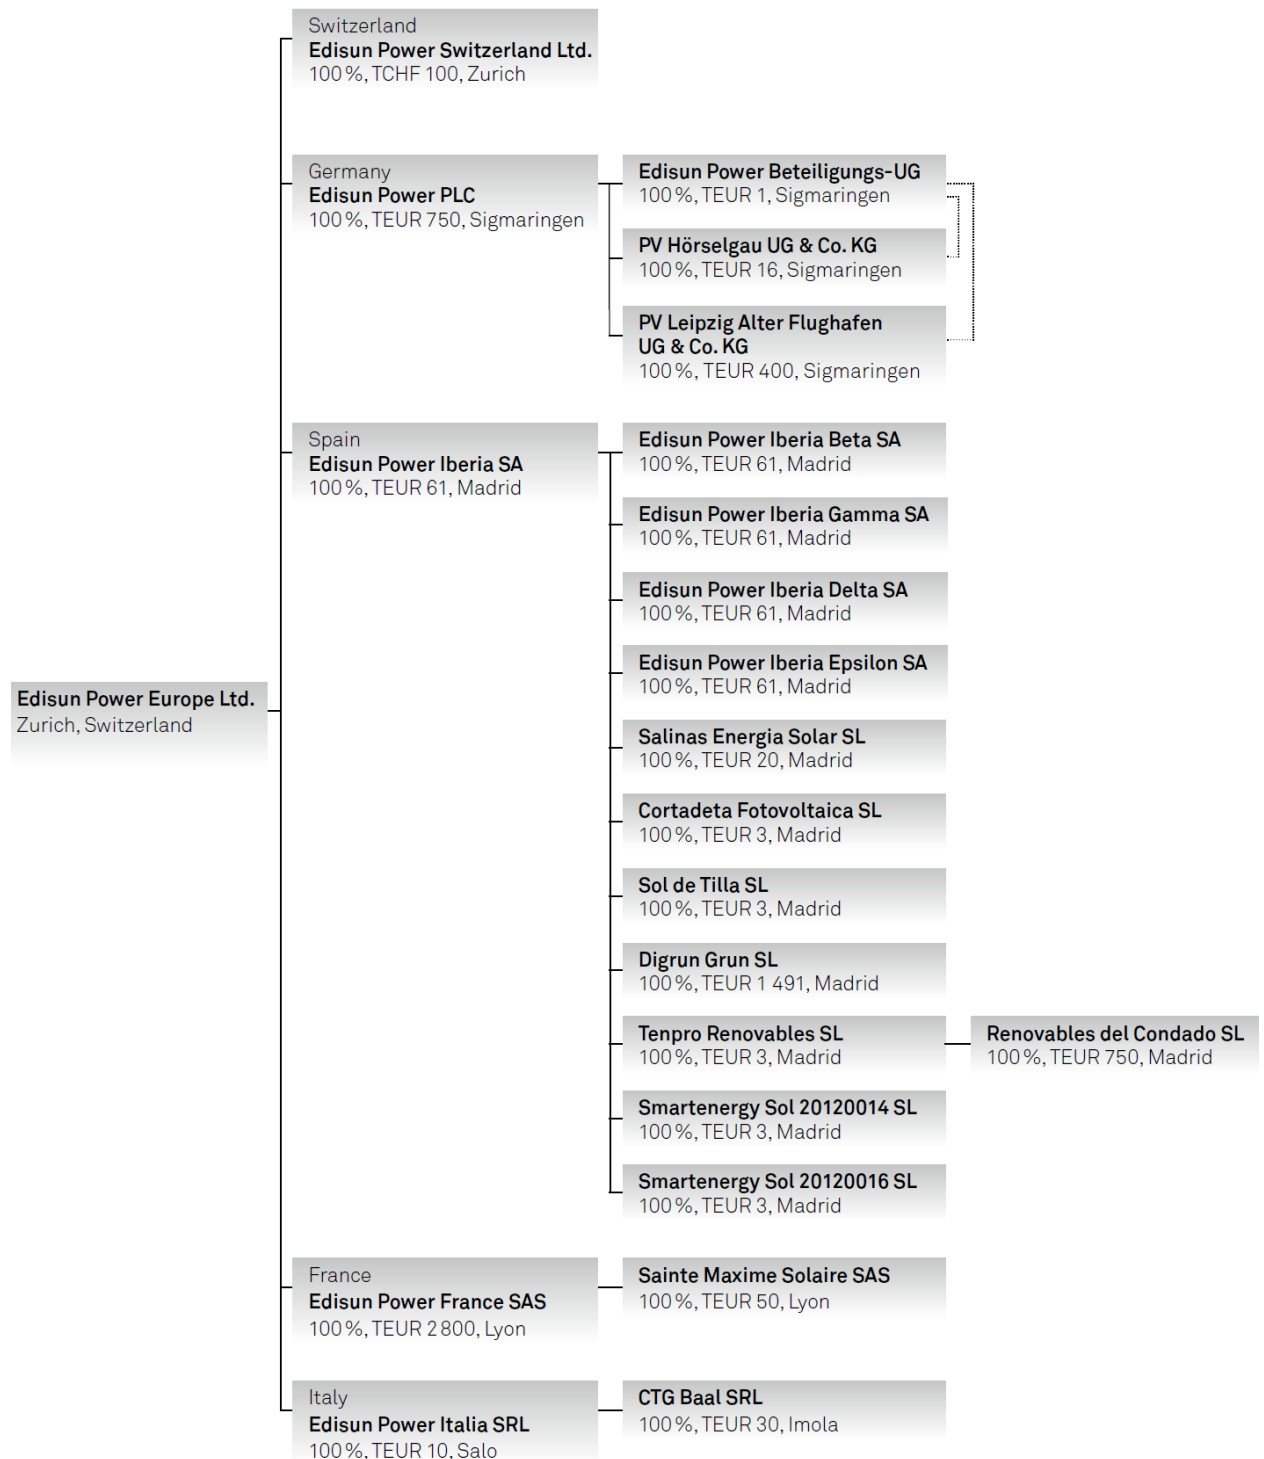 Switzerland
Edisun Power Switzerland Ltd.
100 %, TCHF 100, Zurich
Germany
Edisun Power PLC
100 %, TEUR 750, Sigmaringen
Edisun Power Beteiligungs-UG
100 %, TEUR 1, Sigmaringen
PV Hörselgau UG & Co. KG
100 %, TEUR 16, Sigmaringen
PV Leipzig Alter Flughafen
UG & Co. KG
100 %, TEUR 400, Sigmaringen
Spain
Edisun Power Iberia SA
100 %, TEUR 61, Madrid
Edisun Power Iberia Beta SA
100 %, TEUR 61, Madrid
Edisun Power Iberia Gamma SA
100 %, TEUR 61, Madrid
Edisun Power Iberia Delta SA
100 %, TEUR 61, Madrid
Edisun Power Iberia Epsilon SA
100 %, TEUR 61, Madrid
Edisun Power Europe Ltd.
Zurich, Switzerland
Salinas Energia Solar SL
100 %, TEUR 20, Madrid
Cortadeta Fotovoltaica SL
100 %, TEUR 3, Madrid
Sol de Tilla SL
100 %, TEUR 3, Madrid
Digrun Grun SL
100 %, TEUR 1 491, Madrid
Tenpro Renovables SL
100 %, TEUR 3, Madrid
Renovables del Condado SL
100 %, TEUR 750, Madrid
Smartenergy Sol 20120014 SL
100 %, TEUR 3, Madrid
Smartenergy Sol 20120016 SL
100 %, TEUR 3, Madrid
France
Edisun Power France SAS
100 %, TEUR 2 800, Lyon
Sainte Maxime Solaire SAS
100 %, TEUR 50, Lyon
Italy
Edisun Power Italia SRL
100 %, TEUR 10, Salo
CTG Baal SRL
100 %, TEUR 30, Imola